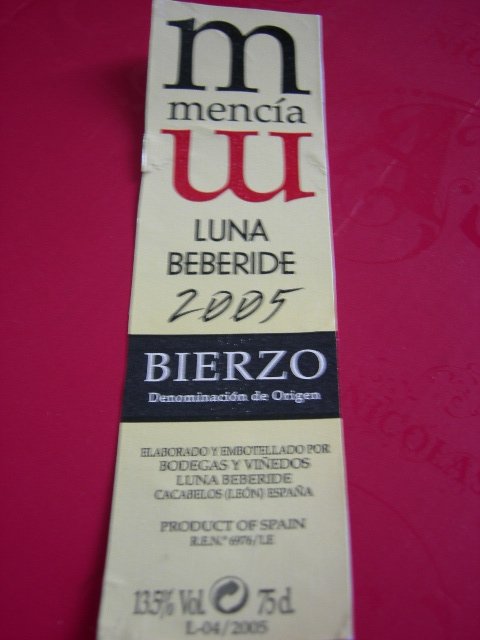 m
mencía
m
LUNA
BEBERIDE
2005
BIERZO
Denominación de Origen
ELABORADO Y EMBOTELLADO POR
BODEGAS Y VIÑEDOS
LUNA BEBERIDE
CACABELOS (LEÓN) ESPAÑA
PRODUCT OF SPAIN
R.E.N.º 6976/LE
13.5% Vol. 75 cl.
L-04/2005